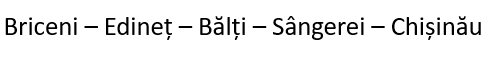 Briceni – Edineț – Bălți – Sângerei – Chișinău